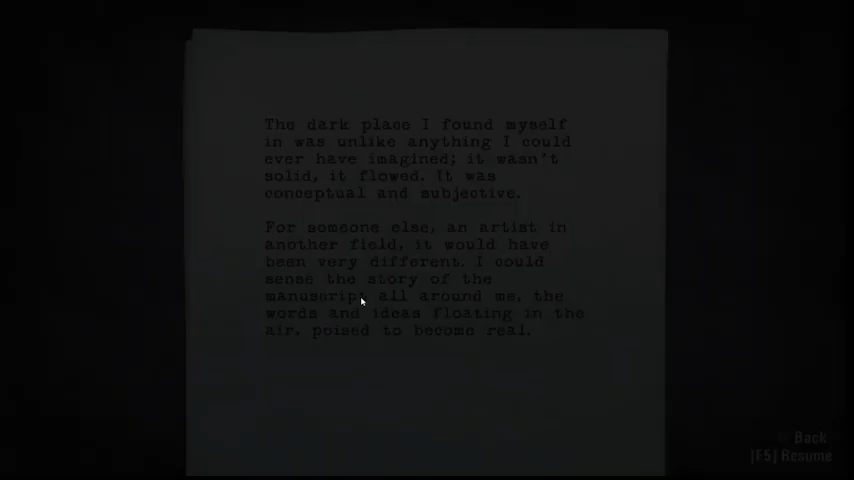 The dark place I found myself
in was unlike anything I could
ever have imagined; it wasn't
solid, it flowed. It was
conceptual and subjective.
For someone else, an artist in
another field, it would have
been very different. I could
sense the story of the
manuscript all around me, the
words and ideas floating in the
air, poised to become real.
Back
[F5] Resume